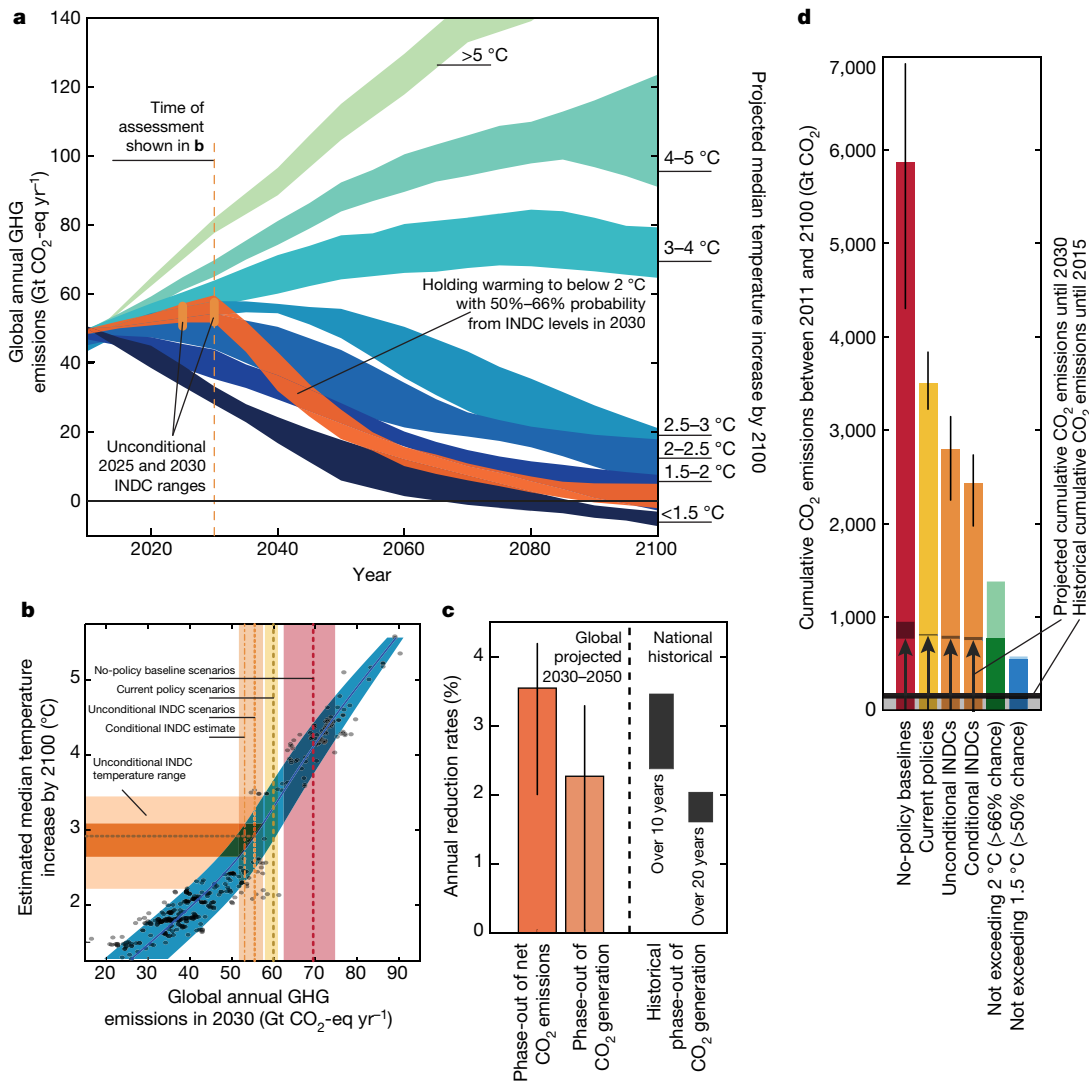 a
140
120
100
80
60
40
20
0
Global annual GHG
emissions (Gt CO₂-eq yr⁻¹)
2020
2040
2060
2080
2100
Year
Time of
assessment
shown in b
>5 °C
Holding warming to below 2 °C
with 50%–66% probability
from INDC levels in 2030
Unconditional
2025 and 2030
INDC ranges
4–5 °C
3–4 °C
2.5–3 °C
2–2.5 °C
1.5–2 °C
<1.5 °C
Projected median temperature increase by 2100
b
5
4
3
2
Estimated median temperature
increase by 2100 (°C)
No-policy baseline scenarios
Current policy scenarios
Unconditional INDC scenarios
Conditional INDC estimate
Unconditional INDC
temperature range
20
30
40
50
60
70
80
90
Global annual GHG
emissions in 2030 (Gt CO₂-eq yr⁻¹)
c
4
3
2
1
0
Annual reduction rates (%)
Global
projected
2030–2050
National
historical
Over 10 years
Over 20 years
Phase-out of net
CO₂ emissions
Phase-out of
CO₂ generation
Historical
phase-out of
CO₂ generation
d
7,000
6,000
5,000
4,000
3,000
2,000
1,000
0
Cumulative CO₂ emissions between 2011 and 2100 (Gt CO₂)
Projected cumulative CO₂ emissions until 2030
Historical cumulative CO₂ emissions until 2015
No-policy baselines
Current policies
Unconditional INDCs
Conditional INDCs
Not exceeding 2 °C (>66% chance)
Not exceeding 1.5 °C (>50% chance)